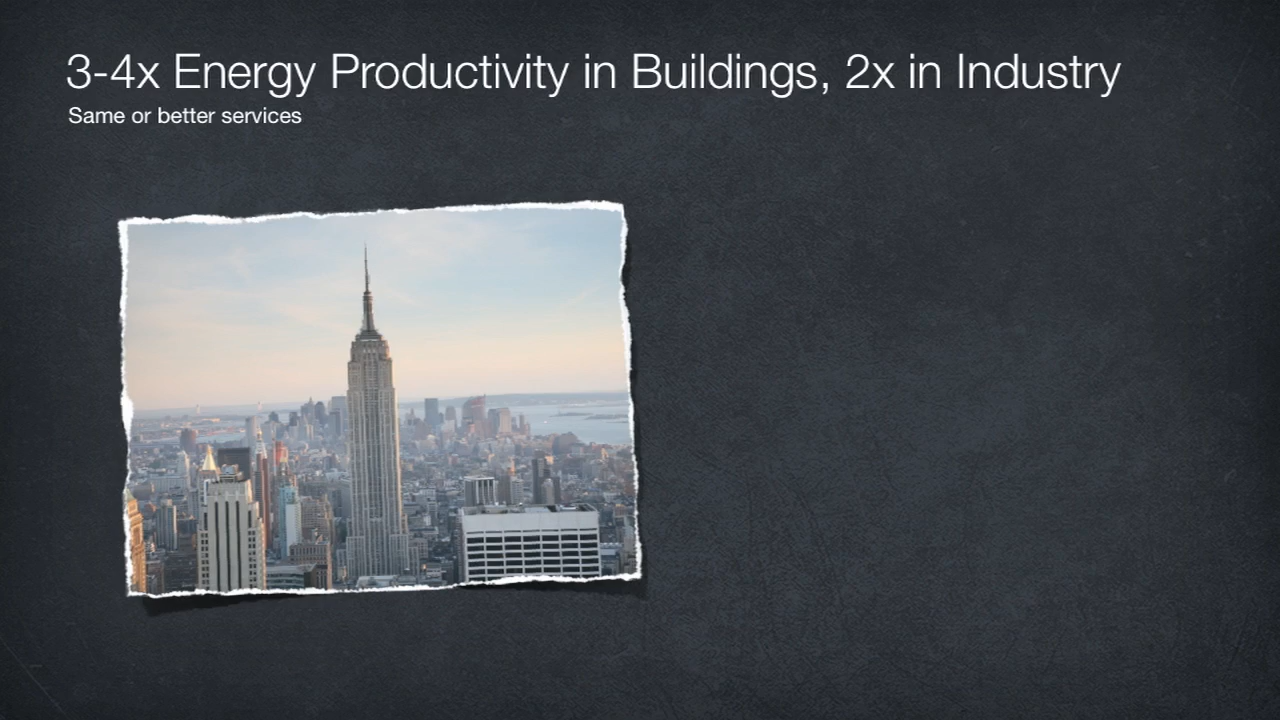 3-4x Energy Productivity in Buildings, 2x in Industry
Same or better services